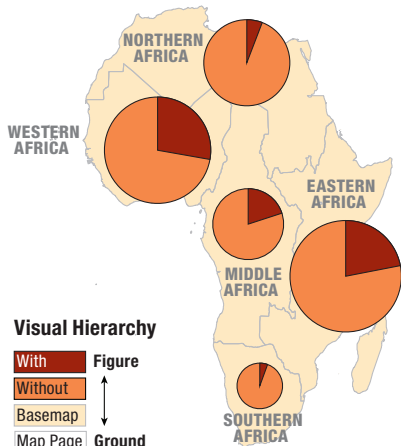 NORTHERN
AFRICA
WESTERN
AFRICA
EASTERN
AFRICA
MIDDLE
AFRICA
SOUTHERN
AFRICA
Visual Hierarchy
With Figure
Without
Basemap
Map Page Ground